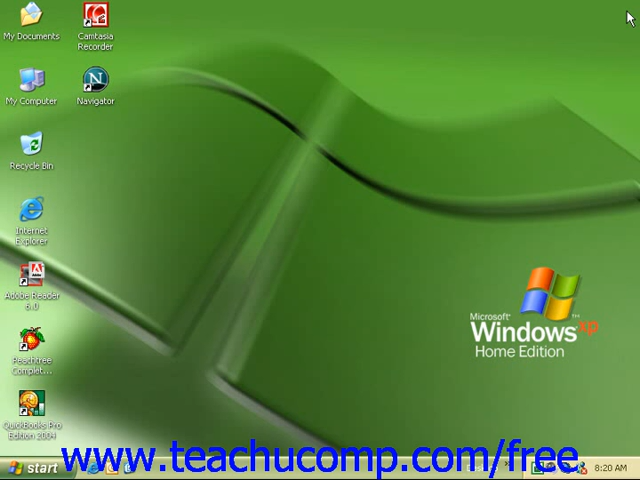 My Documents
Camtasia
Recorder
My Computer
Navigator
Recycle Bin
Internet
Explorer
Adobe Reader
6.0
Peachtree
Complet...
QuickBooks Pro
Edition 2004
Microsoft®
Windows xp
Home Edition
www.teachucomp.com/free
start
8:20 AM